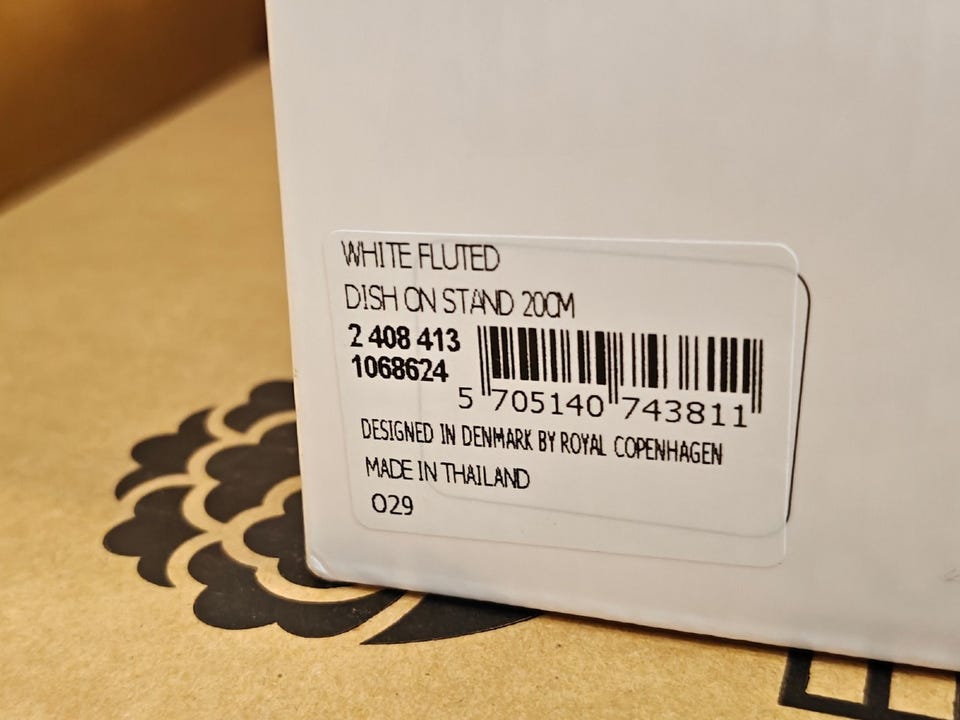 WHITE FLUTED
DISH ON STAND 20CM
2 408 413
1068624
5 705140 743811
DESIGNED IN DENMARK BY ROYAL COPENHAGEN
MADE IN THAILAND
029